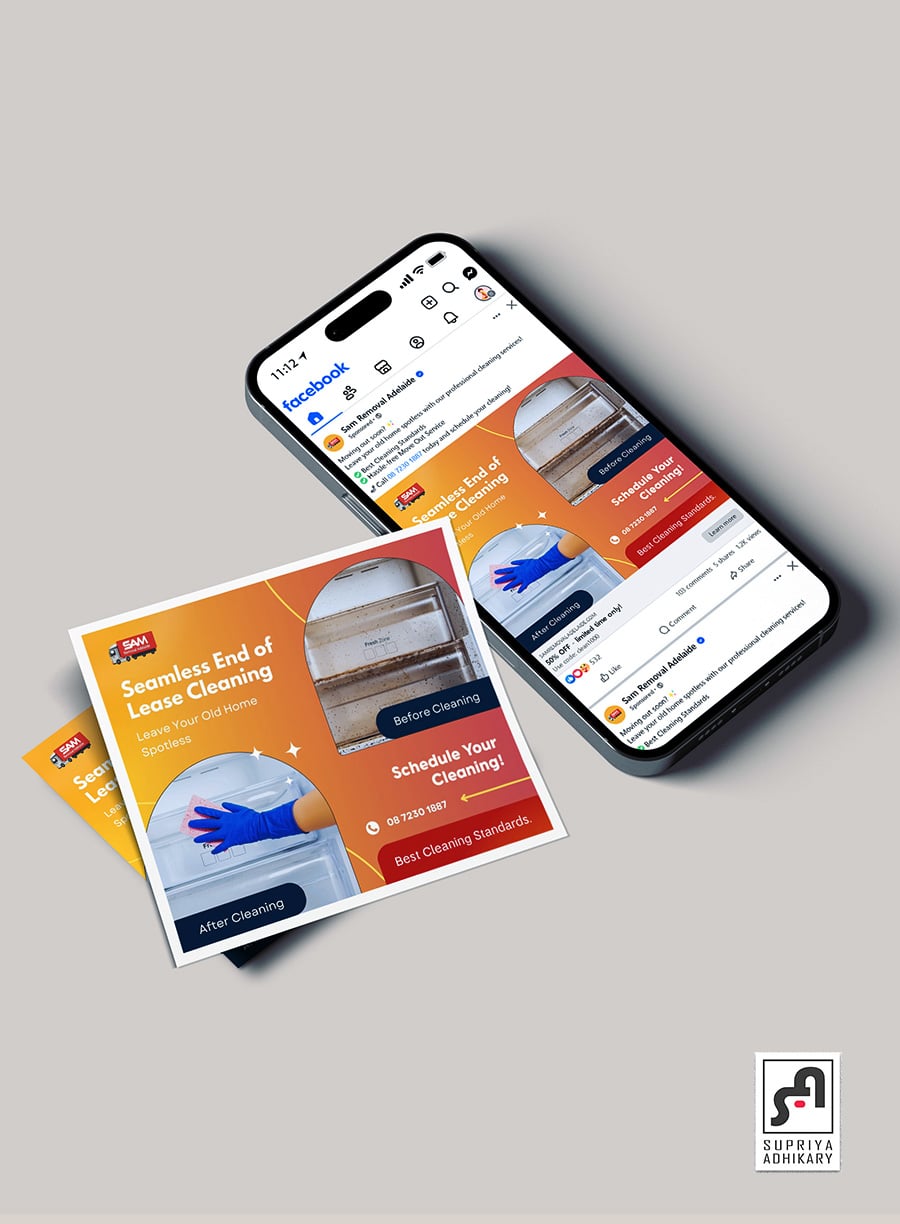 11:12
facebook
Sam Removal Adelaide
Sponsored
Moving out soon?
Leave your old home spotless with our professional cleaning services!
Best Cleaning Standards
Hassle-free Move Out Service
Call 08 7230 1887 today and schedule your cleaning!
SAM
Seamless End of
re Cleaning
Your Old Home
less
Before Cleaning
Schedule Your
Cleaning!
08 7230 1887
Best Cleaning Standards.
After Cleaning
SAMREMOVALADELAIDE.COM
50% OFF - limited time only!
Use code: clean1000
Learn more
532
103 comments 5 shares 1.2K views
Like
Comment
Share
Sam Removal Adelaide
Sponsored
Moving out soon?
Leave your old home spotless with our professional cleaning services!
Best Cleaning Standards
SAM
Seamless End of
Lease Cleaning
Leave Your Old Home
Spotless
Fresh Zone
Before Cleaning
Schedule Your
Cleaning!
08 7230 1887
Best Cleaning Standards.
After Cleaning
SAM
Seam
Lea
Leav
Spo
SUPRIYA
ADHIKARY